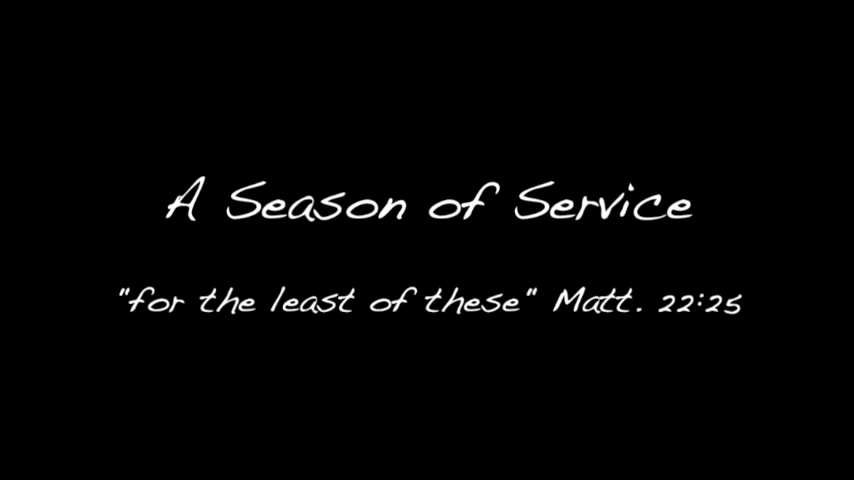 A Season of Service
"for the least of these" Matt. 22:25